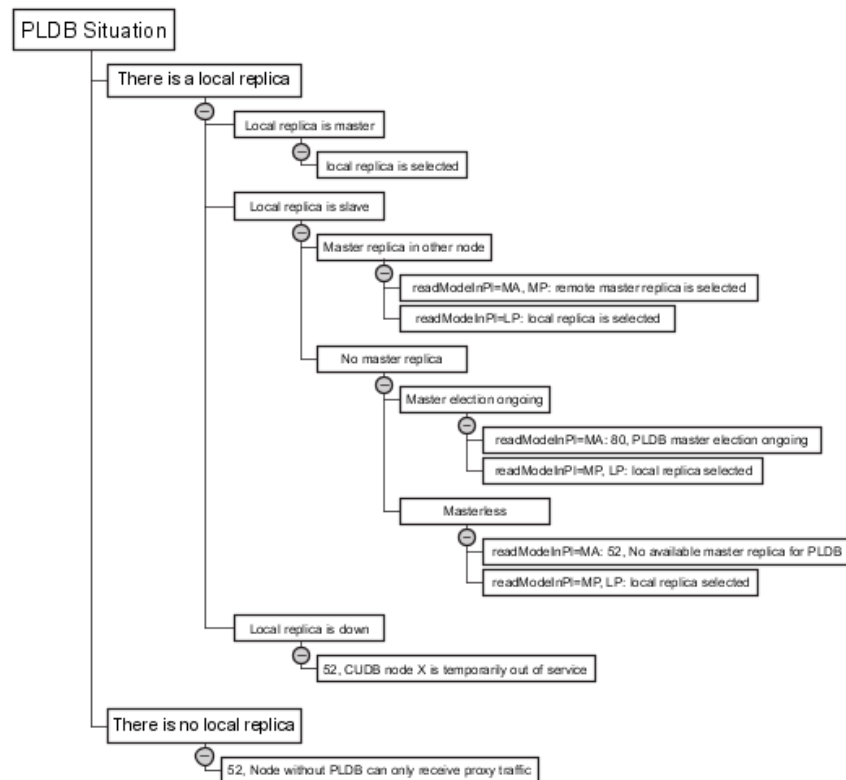 PLDB Situation
There is a local replica
Local replica is master
local replica is selected
Local replica is slave
Master replica in other node
readModeInPl=MA, MP: remote master replica is selected
readModeInPl=LP: local replica is selected
No master replica
Master election ongoing
readModeInPl=MA: 80, PLDB master election ongoing
readModeInPl=MP, LP: local replica selected
Masterless
readModeInPl=MA: 52, No available master replica for PLDB
readModeInPl=MP, LP: local replica selected
Local replica is down
52, CUDB node X is temporarily out of service
There is no local replica
52, Node without PLDB can only receive proxy traffic